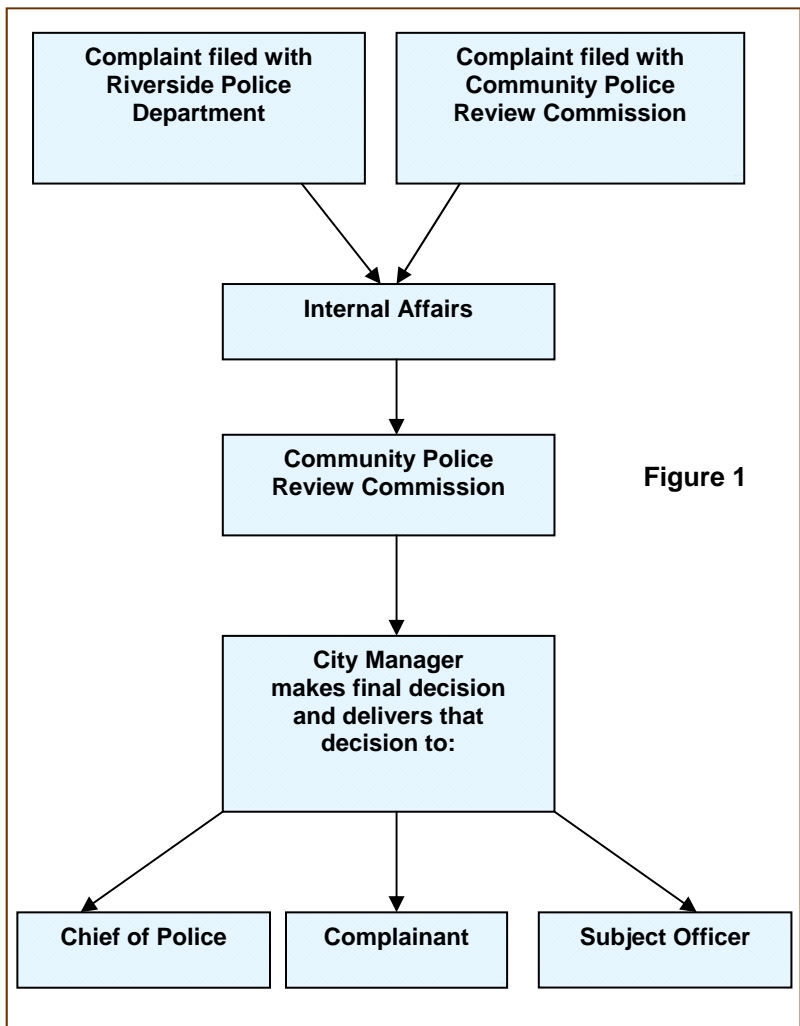 Complaint filed with
Riverside Police
Department
Complaint filed with
Community Police
Review Commission
Internal Affairs
Community Police
Review Commission
Figure 1
City Manager
makes final decision
and delivers that
decision to:
Chief of Police
Complainant
Subject Officer